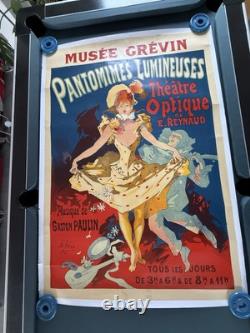 MUSÉE GRÉVIN
PANTOMIMES LUMINEUSES
Théâtre
Optique
DE
E. REYNAUD
Musique de
GASTON PAULIN
TOUS LES JOURS
DE 3H À 6H & DE 8H À 11H